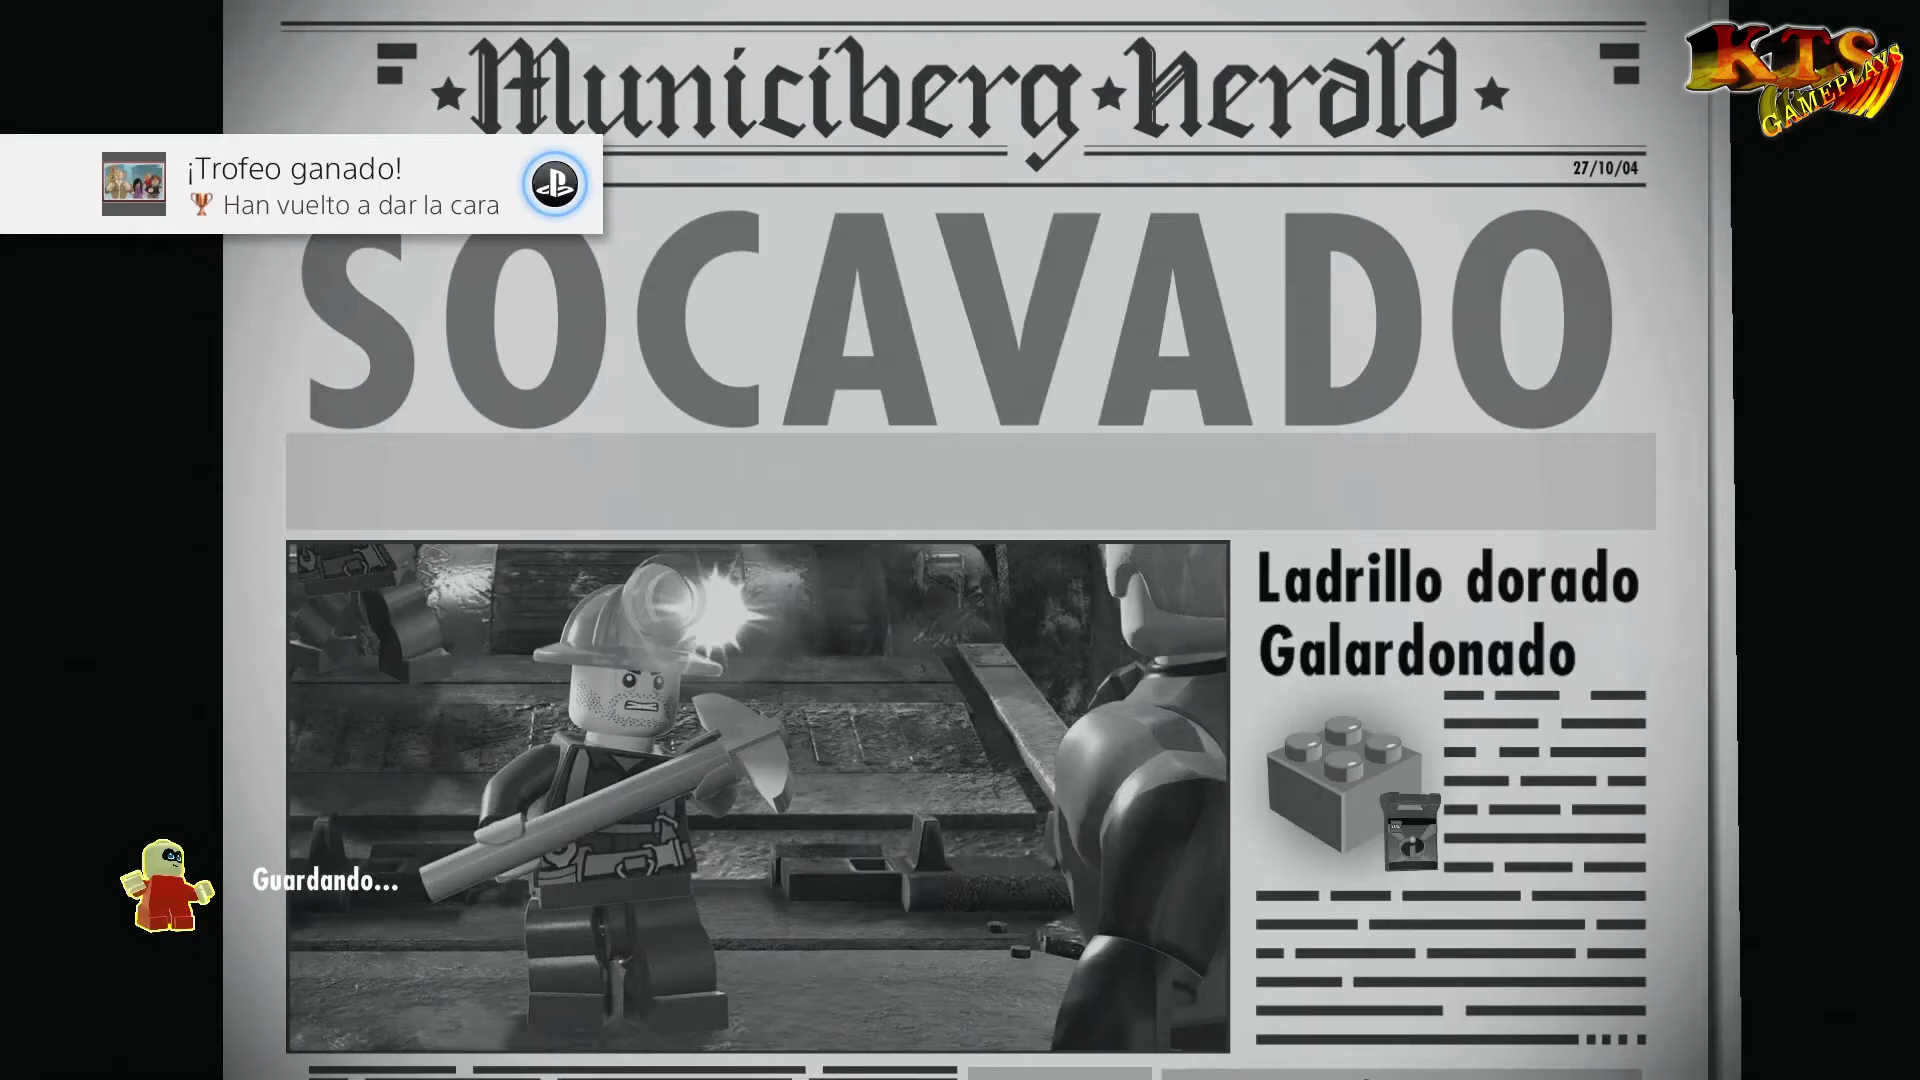 Municiberg Herald
KTS
GAMEPLAYS
27/10/04
¡Trofeo ganado!
Han vuelto a dar la cara
SOCAVADO
Ladrillo dorado
Galardonado
Guardando...